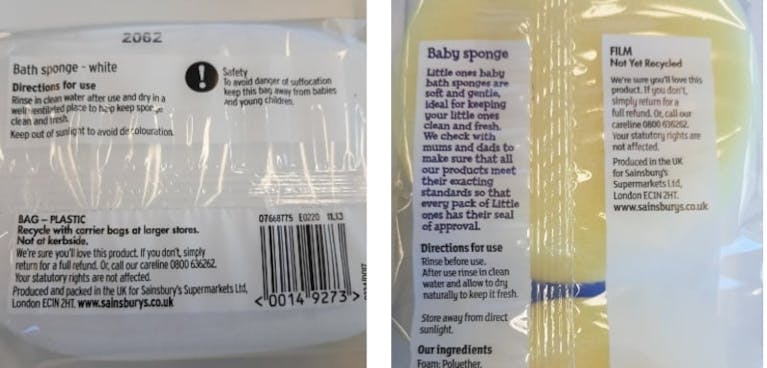 2062
Bath sponge - white
Directions for use
Rinse in clean water after use and dry in a
well-ventilated place to help keep sponge
clean and fresh.
Keep out of sunlight to avoid decolouration.
!
Safety
To avoid danger of suffocation
keep this bag away from babies
and young children.
BAG – PLASTIC
Recycle with carrier bags at larger stores.
Not at kerbside.
We're sure you'll love this product. If you don't, simply
return for a full refund. Or, call our careline 0800 636262.
Your statutory rights are not affected.
Produced and packed in the UK for Sainsbury's Supermarkets Ltd,
London EC1N 2HT. www.sainsburys.co.uk
07668775 E0220 11.33
<0014 9273>
Baby sponge
Little ones baby
bath sponges are
soft and gentle,
ideal for keeping
your little ones
clean and fresh.
We check with
mums and dads to
make sure that all
our products meet
their exacting
standards so that
every pack of Little
ones has their seal
of approval.
Directions for use
Rinse before use.
After use rinse in clean
water and allow to dry
naturally to keep it fresh.
Store away from direct
sunlight.
Our ingredients
Foam: Polyether.
FILM
Not Yet Recycled
We're sure you'll love this
product. If you don't,
simply return for a
full refund. Or, call our
careline 0800 636262.
Your statutory rights are
not affected.
Produced in the UK
for Sainsbury's
Supermarkets Ltd,
London EC1N 2HT.
www.sainsburys.co.uk